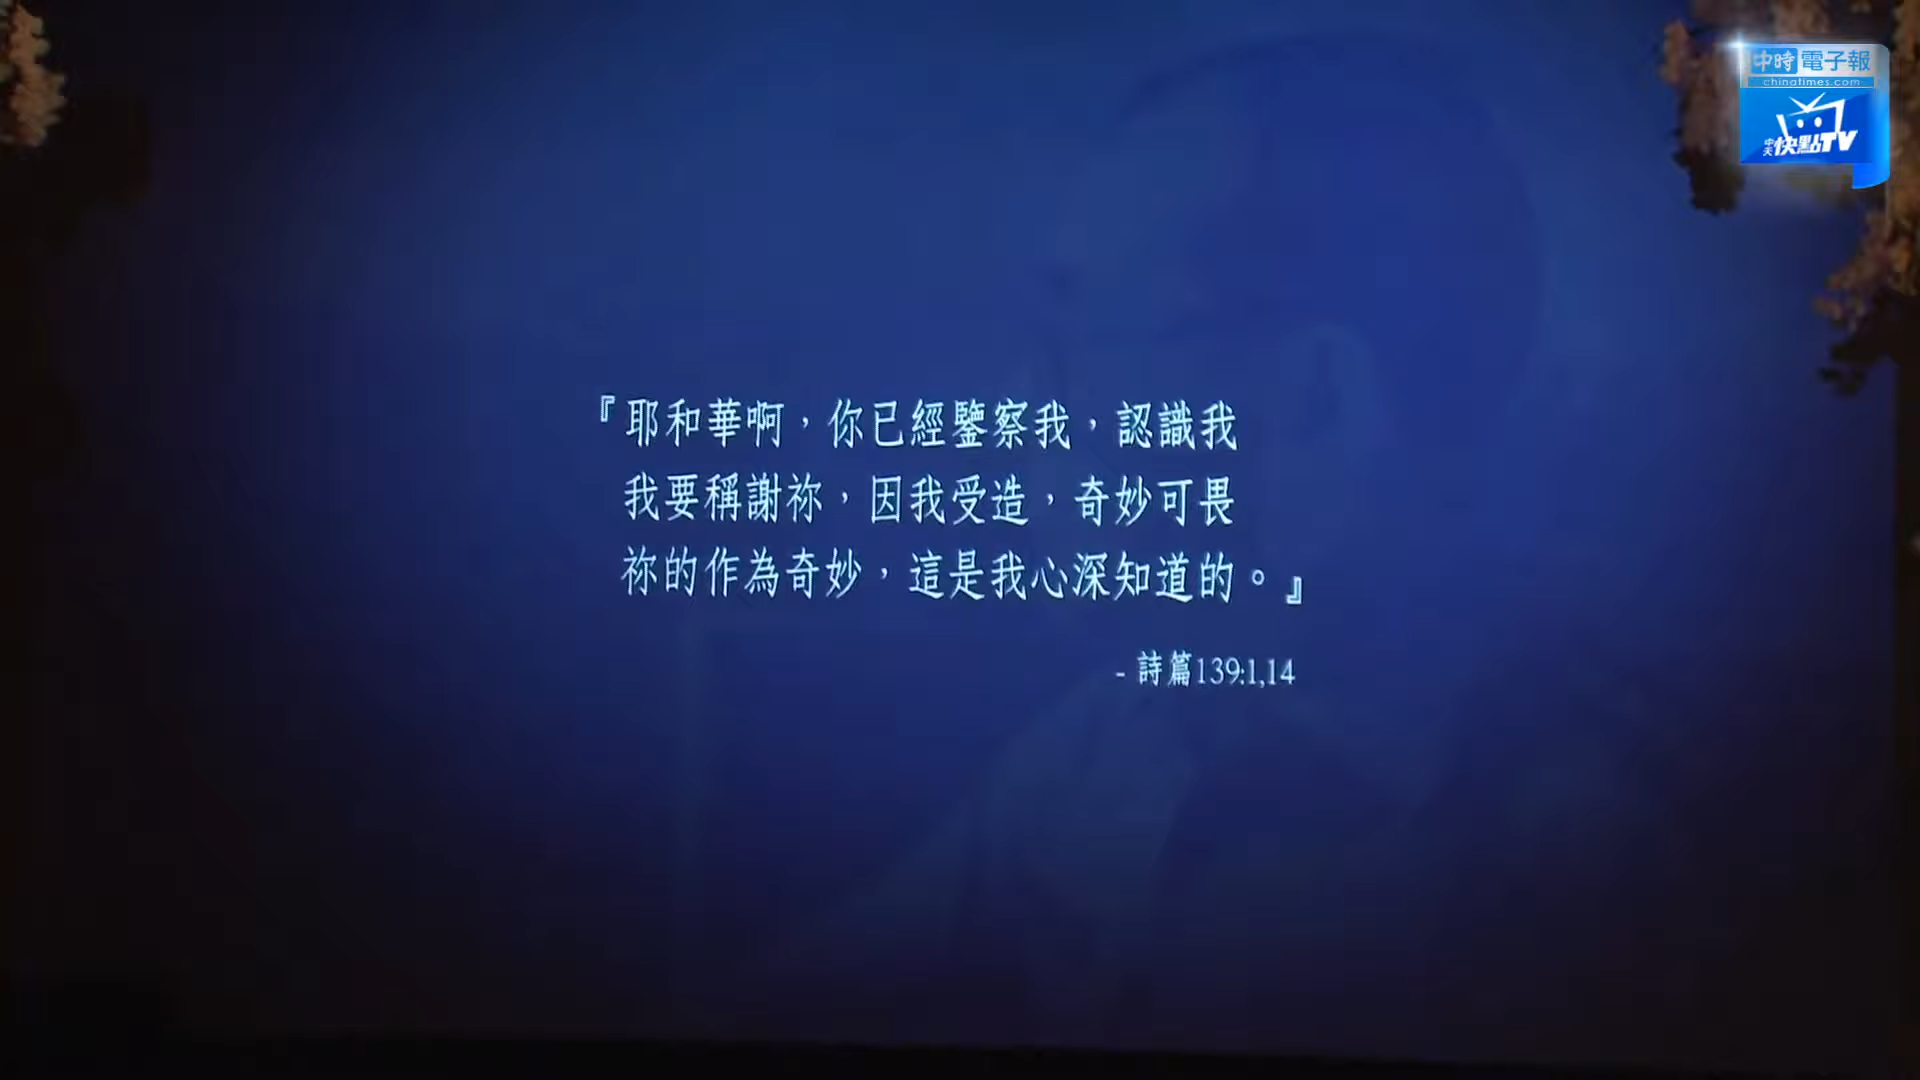 中時 電子報
chinatimes.com
中天快點TV
『耶和華啊，你已經鑒察我，認識我
我要稱謝祢，因我受造，奇妙可畏
祢的作為奇妙，這是我心深知道的。』
- 詩篇139:1,14